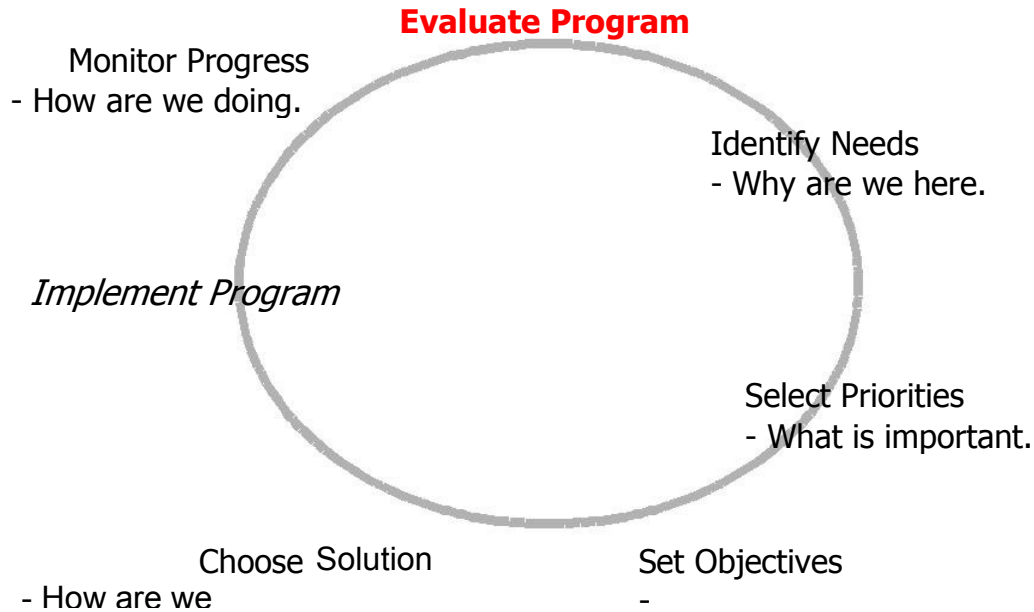 Evaluate Program
Monitor Progress
- How are we doing.
Identify Needs
- Why are we here.
Implement Program
Select Priorities
- What is important.
Choose Solution
- How are we
Set Objectives
-